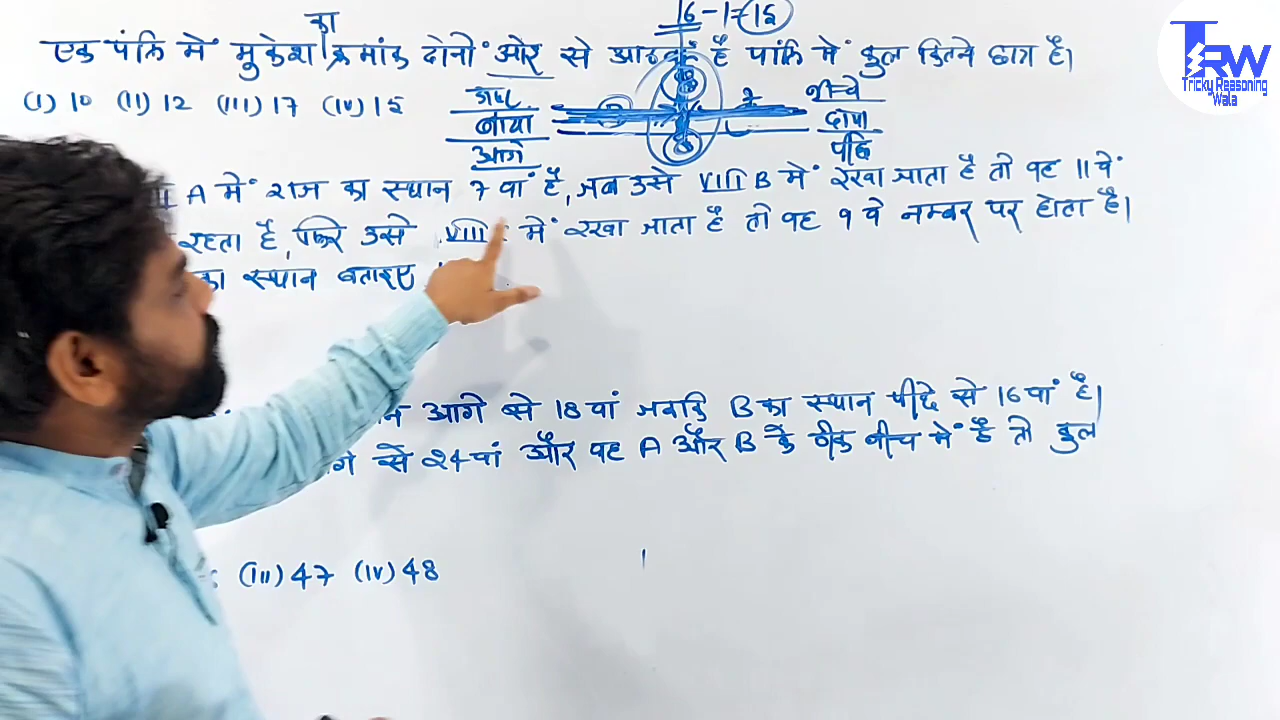 16-1=15
एक पंक्ति में मुकेश का क्रमांक दोनों ओर से आठवां है पंक्ति में कुल कितने छात्र है।
(I) 10 (II) 12 (III) 17 (IV) 15
ऊपर
नीचे
बायां
दायां
आगे
A में राज का स्थान 7 वां है, जब उसे VIII B में रखा जाता है तो वह 11 वें
रहता है, फिर उसे VIII में रखा जाता है तो वह 9 वे नम्बर पर होता है।
का स्थान बताइए
आगे से 18 वां जबकि B का स्थान पीछे से 16 वां है।
से 24 वां और वह A और B के ठीक बीच में है तो कुल
(III) 47 (IV) 48
TRW
Tricky Reasoning
Wala